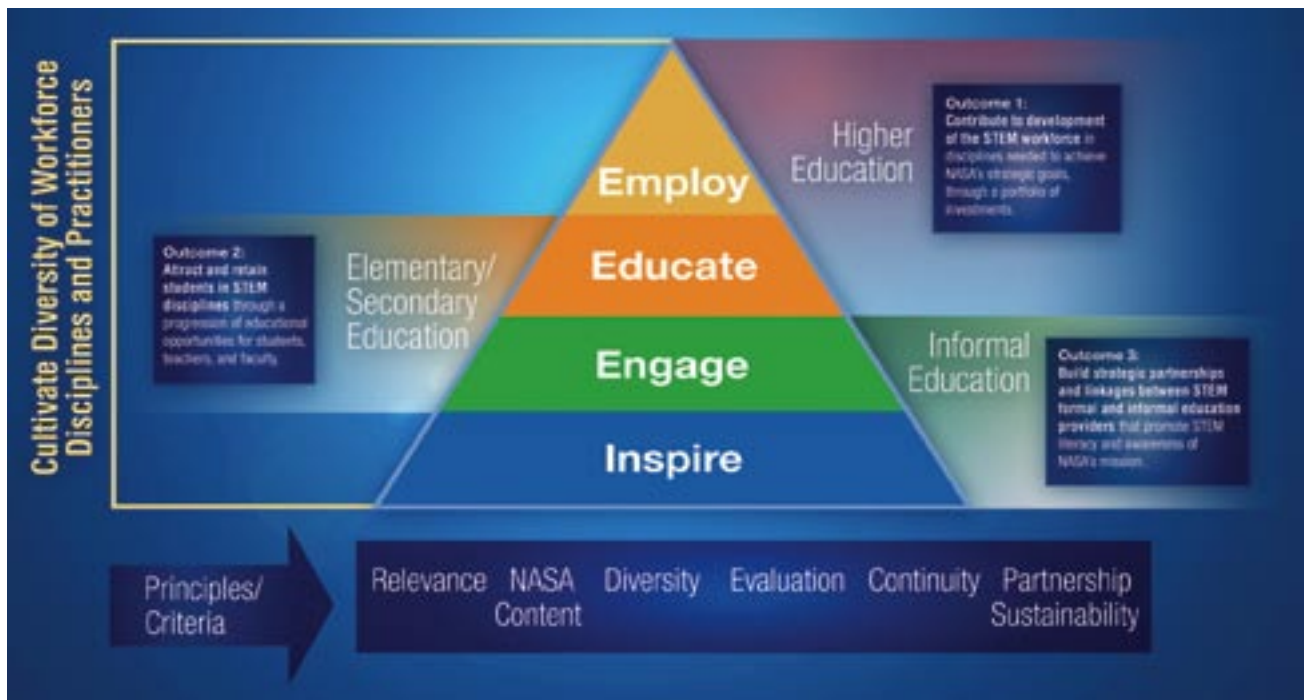 Cultivate Diversity of Workforce
Disciplines and Practitioners
Employ
Educate
Engage
Inspire
Higher
Education
Outcome 1:
Contribute to development
of the STEM workforce in
disciplines needed to achieve
NASA's strategic goals,
through a portfolio of
investments.
Elementary/
Secondary
Education
Outcome 2:
Attract and retain
students in STEM
disciplines through a
progression of educational
opportunities for students,
teachers, and faculty.
Informal
Education
Outcome 3:
Build strategic partnerships
and linkages between STEM
formal and informal education
providers that promote STEM
literacy and awareness of
NASA's mission.
Principles/
Criteria
Relevance
NASA
Content
Diversity
Evaluation
Continuity
Partnership
Sustainability